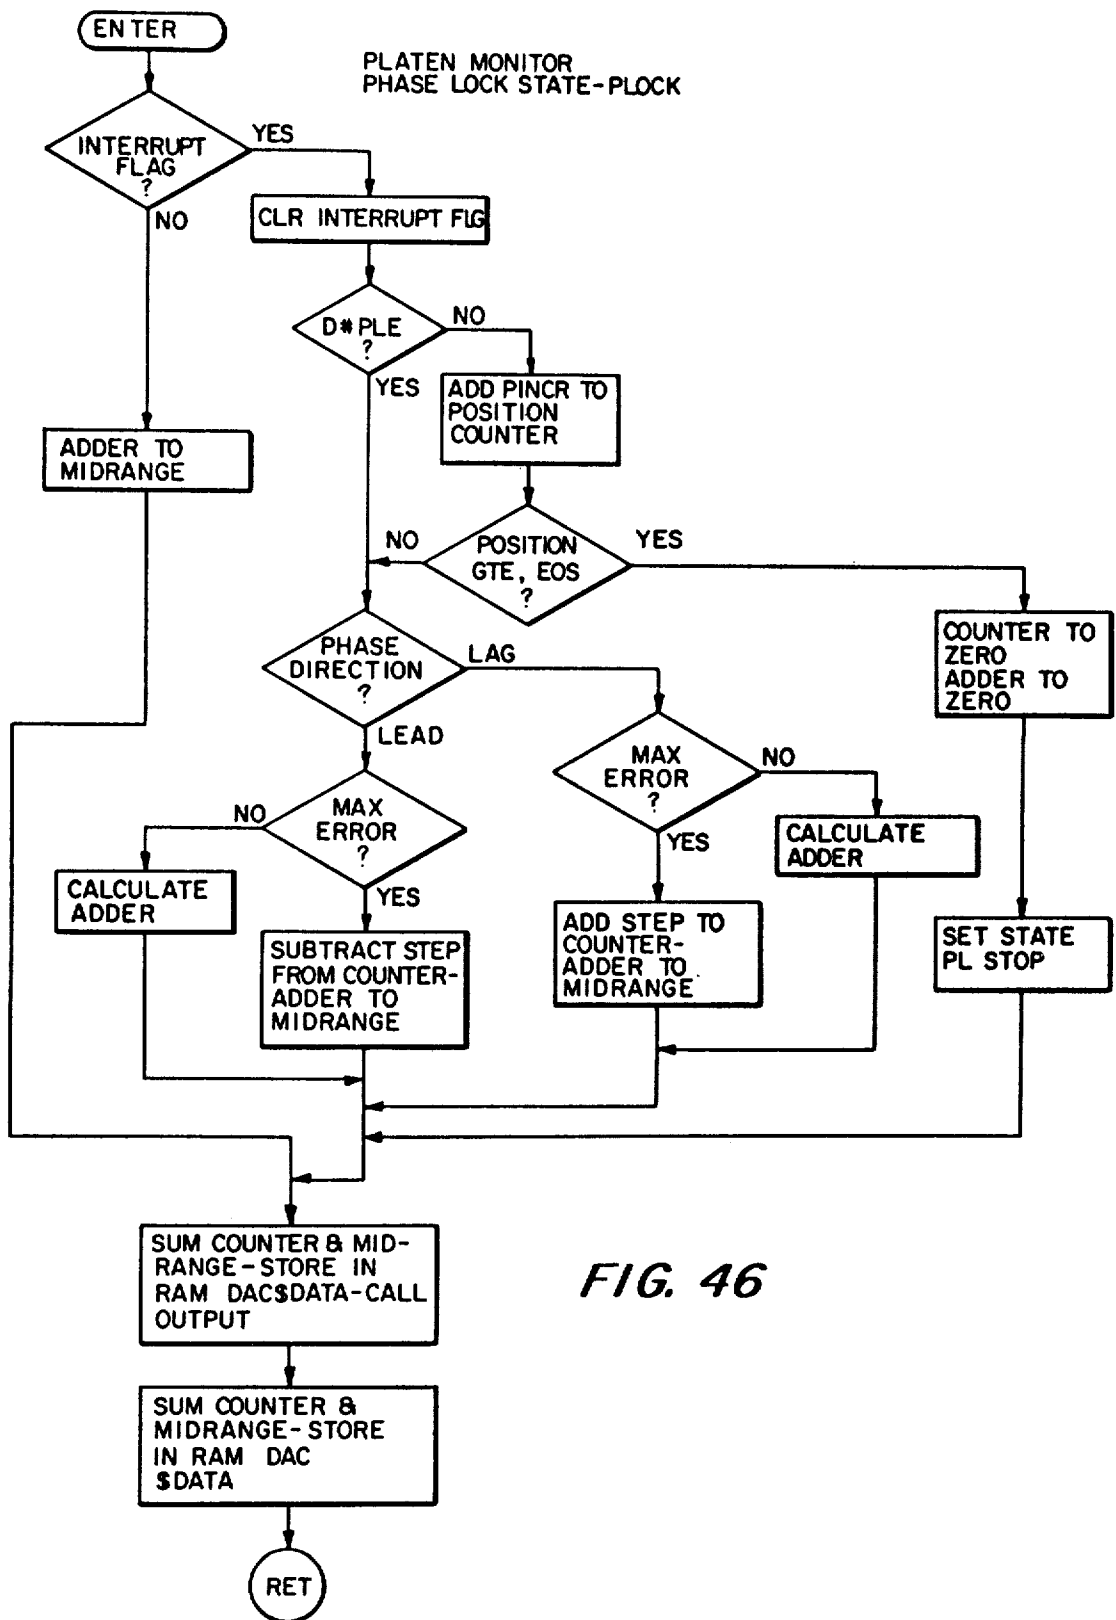 ENTER
PLATEN MONITOR
PHASE LOCK STATE-PLOCK
INTERRUPT
FLAG
?
YES
NO
CLR INTERRUPT FLG
D#PLE
?
NO
YES
ADD PINCR TO
POSITION
COUNTER
ADDER TO
MIDRANGE
POSITION
GTE, EOS
?
NO
YES
COUNTER TO
ZERO
ADDER TO
ZERO
PHASE
DIRECTION
?
LAG
LEAD
MAX
ERROR
?
NO
YES
MAX
ERROR
?
NO
YES
CALCULATE
ADDER
CALCULATE
ADDER
SUBTRACT STEP
FROM COUNTER-
ADDER TO
MIDRANGE
ADD STEP TO
COUNTER-
ADDER TO
MIDRANGE
SET STATE
PL STOP
SUM COUNTER & MID-
RANGE-STORE IN
RAM DAC$DATA-CALL
OUTPUT
FIG. 46
SUM COUNTER &
MIDRANGE-STORE
IN RAM DAC
$DATA
RET